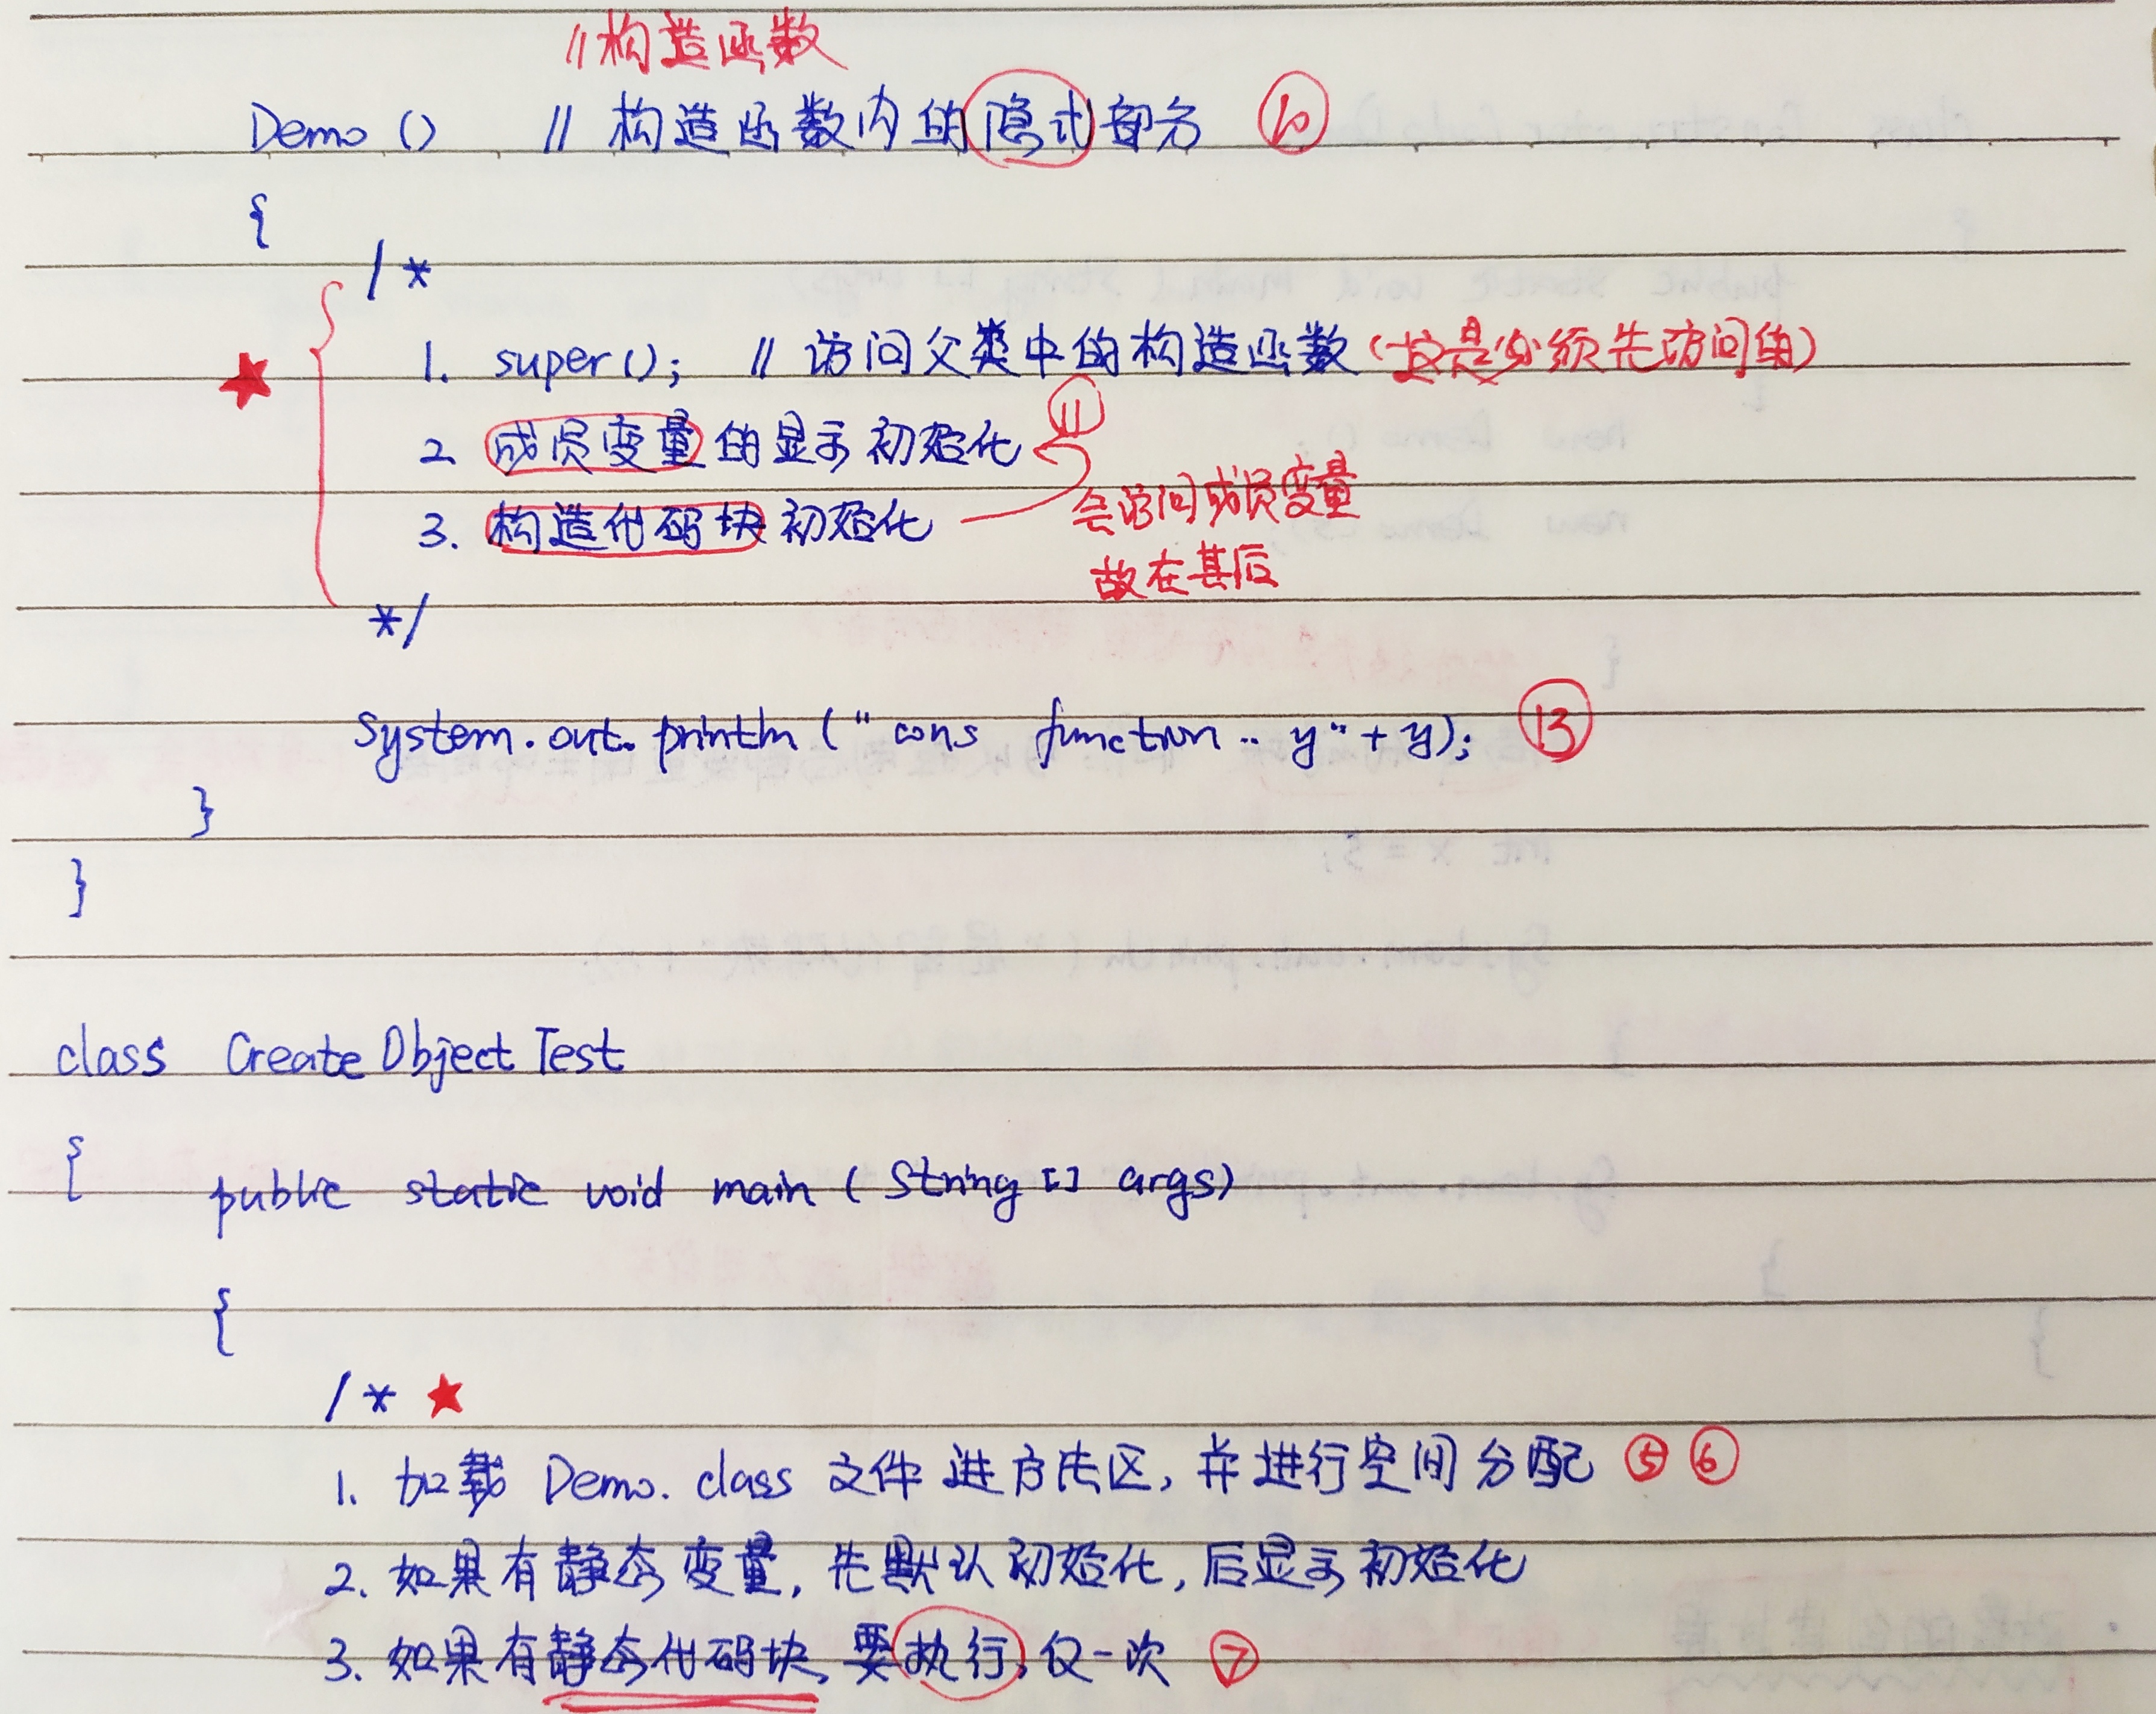 //构造函数
Demo () // 构造函数内的隐式部分 ⑩
{
/*
★ 1. super(); // 访问父类中的构造函数 (这是必须先访问的)
2 成员变量的显示初始化 ⑪
3. 构造代码块初始化 会访问成员变量
故在其后
*/
System.out.println (" cons function .. y" + y); ⑬
}
}
class CreateObjectTest
{ public static void main ( String [] args)
{
/* ★
1. 加载 Demo.class 文件进方法区, 并进行空间分配 ⑤ ⑥
2. 如果有静态变量, 先默认初始化, 后显示初始化
3. 如果有静态代码块, 要执行, 仅一次 ⑦